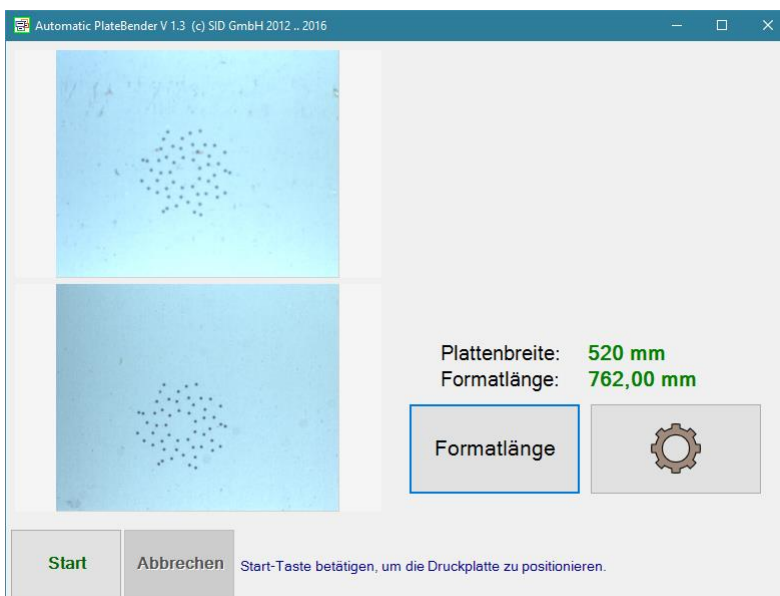 Automatic PlateBender V 1.3 (c) SID GmbH 2012 .. 2016
Plattenbreite: 520 mm
Formatlänge: 762,00 mm
Formatlänge
Start
Abbrechen
Start-Taste betätigen, um die Druckplatte zu positionieren.